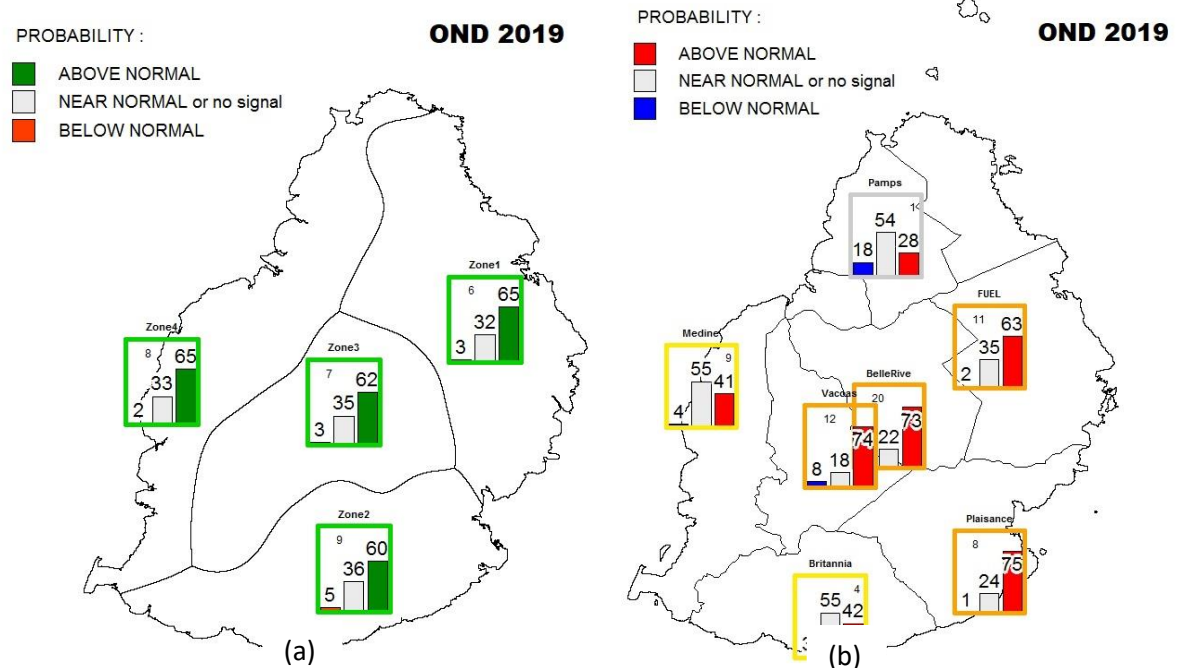 PROBABILITY :
OND 2019
ABOVE NORMAL
NEAR NORMAL or no signal
BELOW NORMAL
Zone1
6
65
32
3
Zone4
8
65
33
2
Zone3
7
62
35
3
Zone2
9
60
36
5
(a)
PROBABILITY :
OND 2019
ABOVE NORMAL
NEAR NORMAL or no signal
BELOW NORMAL
Pamps
54
18
28
FUEL
11
63
35
2
Medine
9
55
41
4
BelleRive
20
73
22
Vacoas
12
74
18
8
Plaisance
8
75
24
1
Britannia
4
55
42
(b)